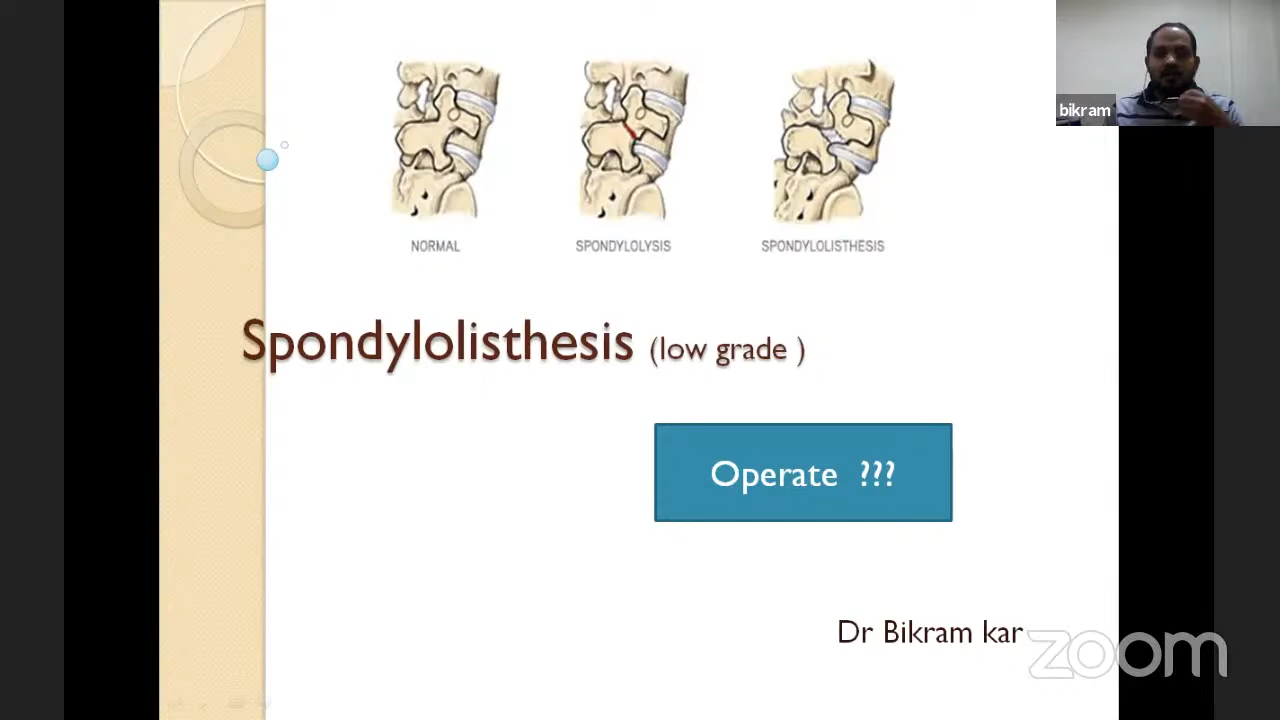 bikram
NORMAL
SPONDYLOLYSIS
SPONDYLOLISTHESIS
Spondylolisthesis (low grade )
Operate ???
Dr Bikram kar
zoom